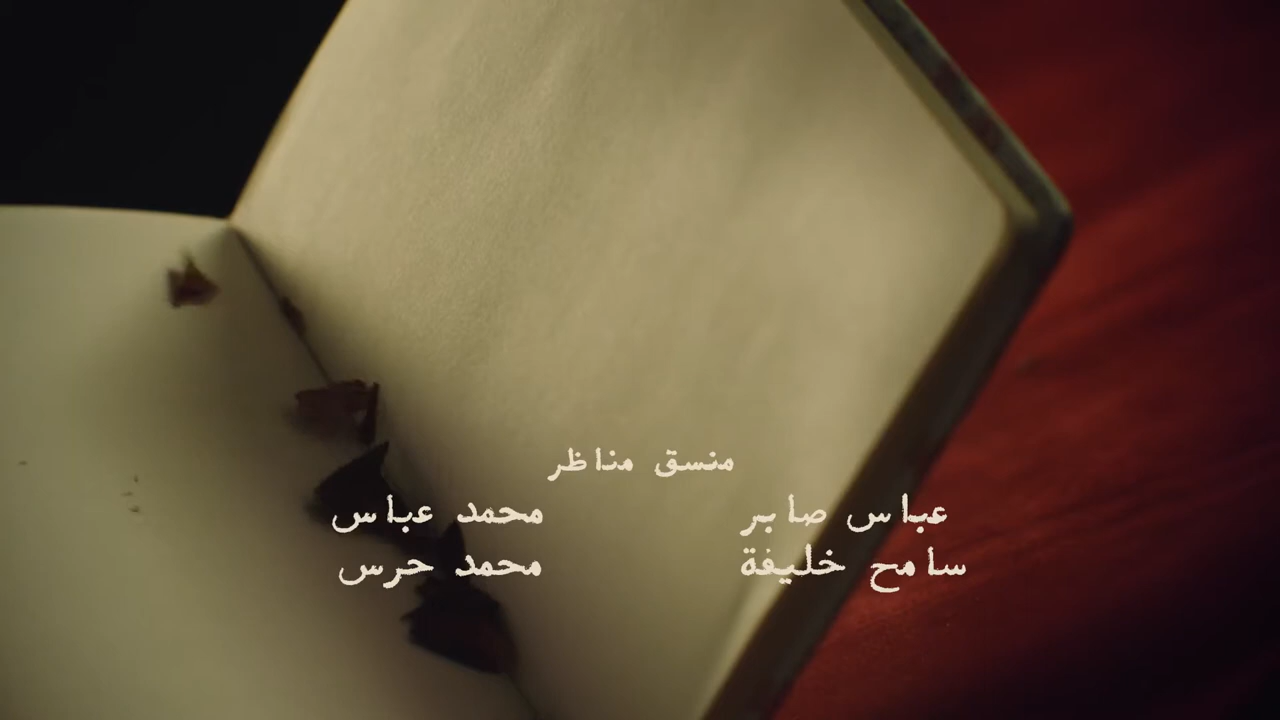 منسق مناظر
عباس صابر محمد عباس
سامح خليفة محمد حرس